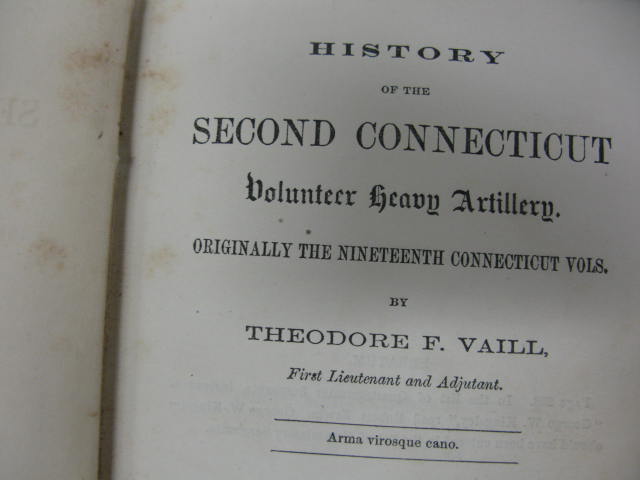 HISTORY
OF THE
SECOND CONNECTICUT
Volunteer Heavy Artillery.
ORIGINALLY THE NINETEENTH CONNECTICUT VOLS.
BY
THEODORE F. VAILL,
First Lieutenant and Adjutant.
Arma virosque cano.